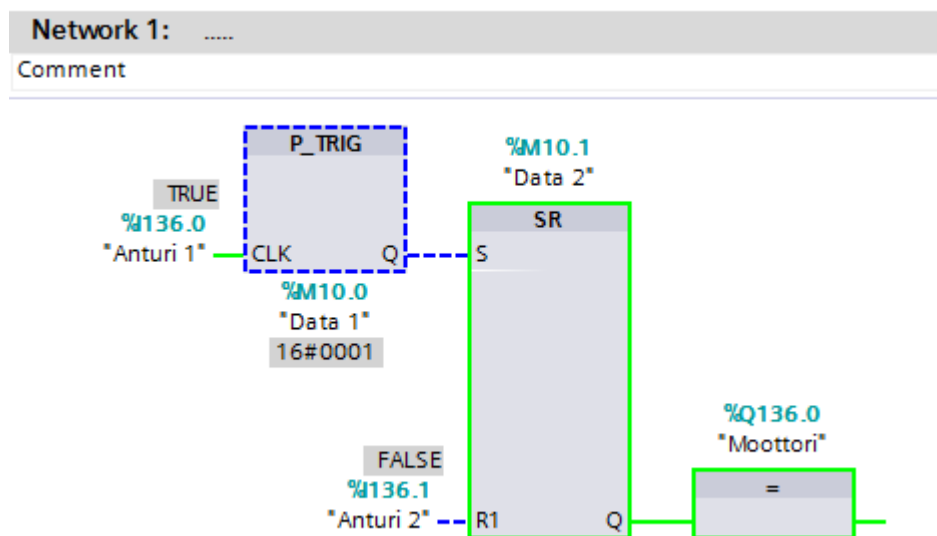 Network 1: .....
Comment
P_TRIG
%M10.1
"Data 2"
TRUE
%I136.0
"Anturi 1"
CLK Q
SR
S
%M10.0
"Data 1"
16#0001
%Q136.0
"Moottori"
FALSE
%I136.1
"Anturi 2"
R1 Q
=